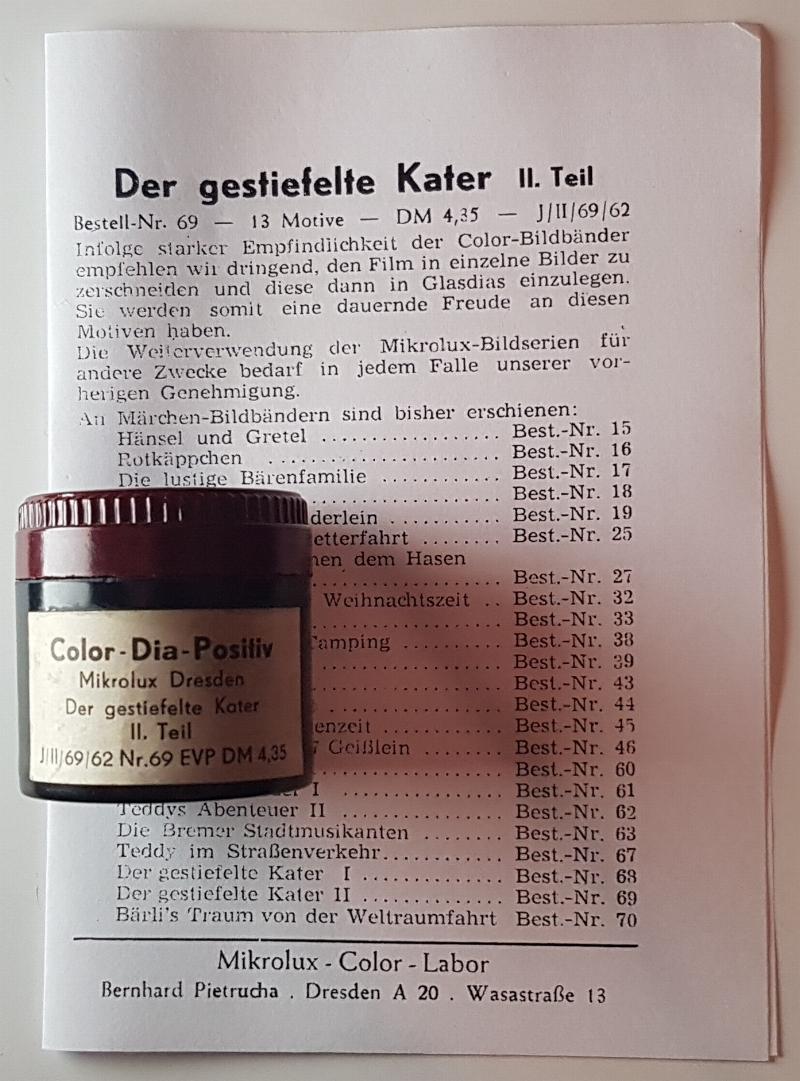 Der gestiefelte Kater II. Teil
Bestell-Nr. 69 — 13 Motive — DM 4,35 — J/II/69/62
Infolge starker Empfindlichkeit der Color-Bildbänder
empfehlen wir dringend, den Film in einzelne Bilder zu
zerschneiden und diese dann in Glasdias einzulegen.
Sie werden somit eine dauernde Freude an diesen
Motiven haben.
Die Weiterverwendung der Mikrolux-Bildserien für
andere Zwecke bedarf in jedem Falle unserer vor-
herigen Genehmigung.
An Märchen-Bildbändern sind bisher erschienen:
Hänsel und Gretel .................. Best.-Nr. 15
Rotkäppchen ....................... Best.-Nr. 16
Die lustige Bärenfamilie ............ Best.-Nr. 17
.................. Best.-Nr. 18
derlein ........... Best.-Nr. 19
etterfahrt ........ Best.-Nr. 25
nen dem Hasen
.................. Best.-Nr. 27
Weihnachtszeit .. Best.-Nr. 32
.................. Best.-Nr. 33
Camping .......... Best.-Nr. 38
.................. Best.-Nr. 39
.................. Best.-Nr. 43
.................. Best.-Nr. 44
enzeit ............ Best.-Nr. 45
7 Geißlein ........ Best.-Nr. 46
.................. Best.-Nr. 60
I ................ Best.-Nr. 61
Teddys Abenteuer II ................ Best.-Nr. 62
Die Bremer Stadtmusikanten ........ Best.-Nr. 63
Teddy im Straßenverkehr............ Best.-Nr. 67
Der gestiefelte Kater I .............. Best.-Nr. 68
Der gestiefelte Kater II .............. Best.-Nr. 69
Bärli's Traum von der Weltraumfahrt Best.-Nr. 70
Mikrolux - Color - Labor
Bernhard Pietrucha . Dresden A 20 . Wasastraße 13
Color-Dia-Positiv
Mikrolux Dresden
Der gestiefelte Kater
II. Teil
J/II/69/62 Nr.69 EVP DM 4,35